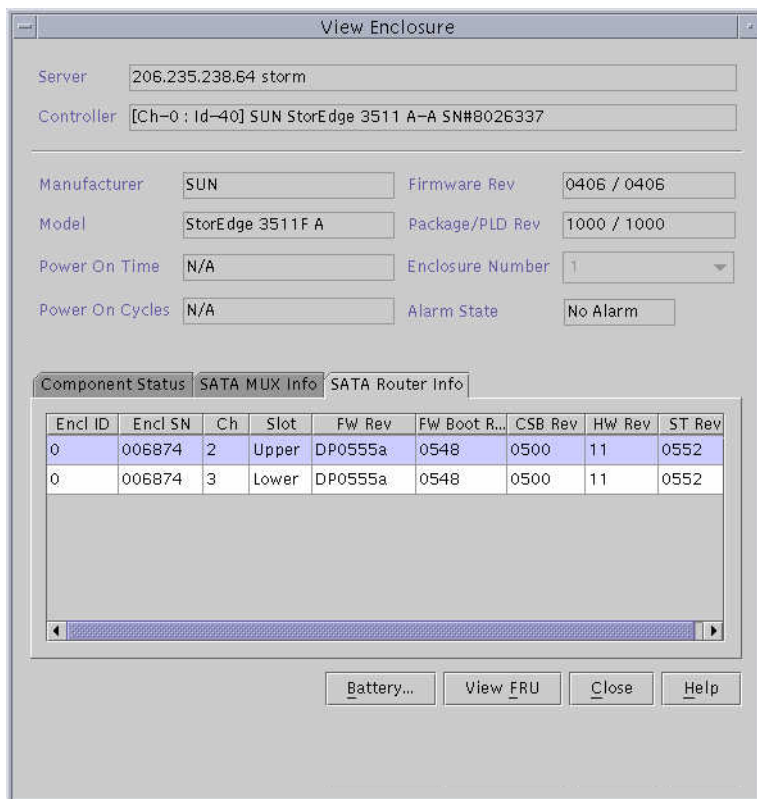 View Enclosure
Server 206.235.238.64 storm
Controller [Ch-0 : Id-40] SUN StorEdge 3511 A-A SN#8026337
Manufacturer SUN Firmware Rev 0406 / 0406
Model StorEdge 3511F A Package/PLD Rev 1000 / 1000
Power On Time N/A Enclosure Number 1
Power On Cycles N/A Alarm State No Alarm
Component Status SATA MUX Info SATA Router Info
Encl ID Encl SN Ch Slot FW Rev FW Boot R... CSB Rev HW Rev ST Rev
0 006874 2 Upper DP0555a 0548 0500 11 0552
0 006874 3 Lower DP0555a 0548 0500 11 0552
Battery... View FRU Close Help